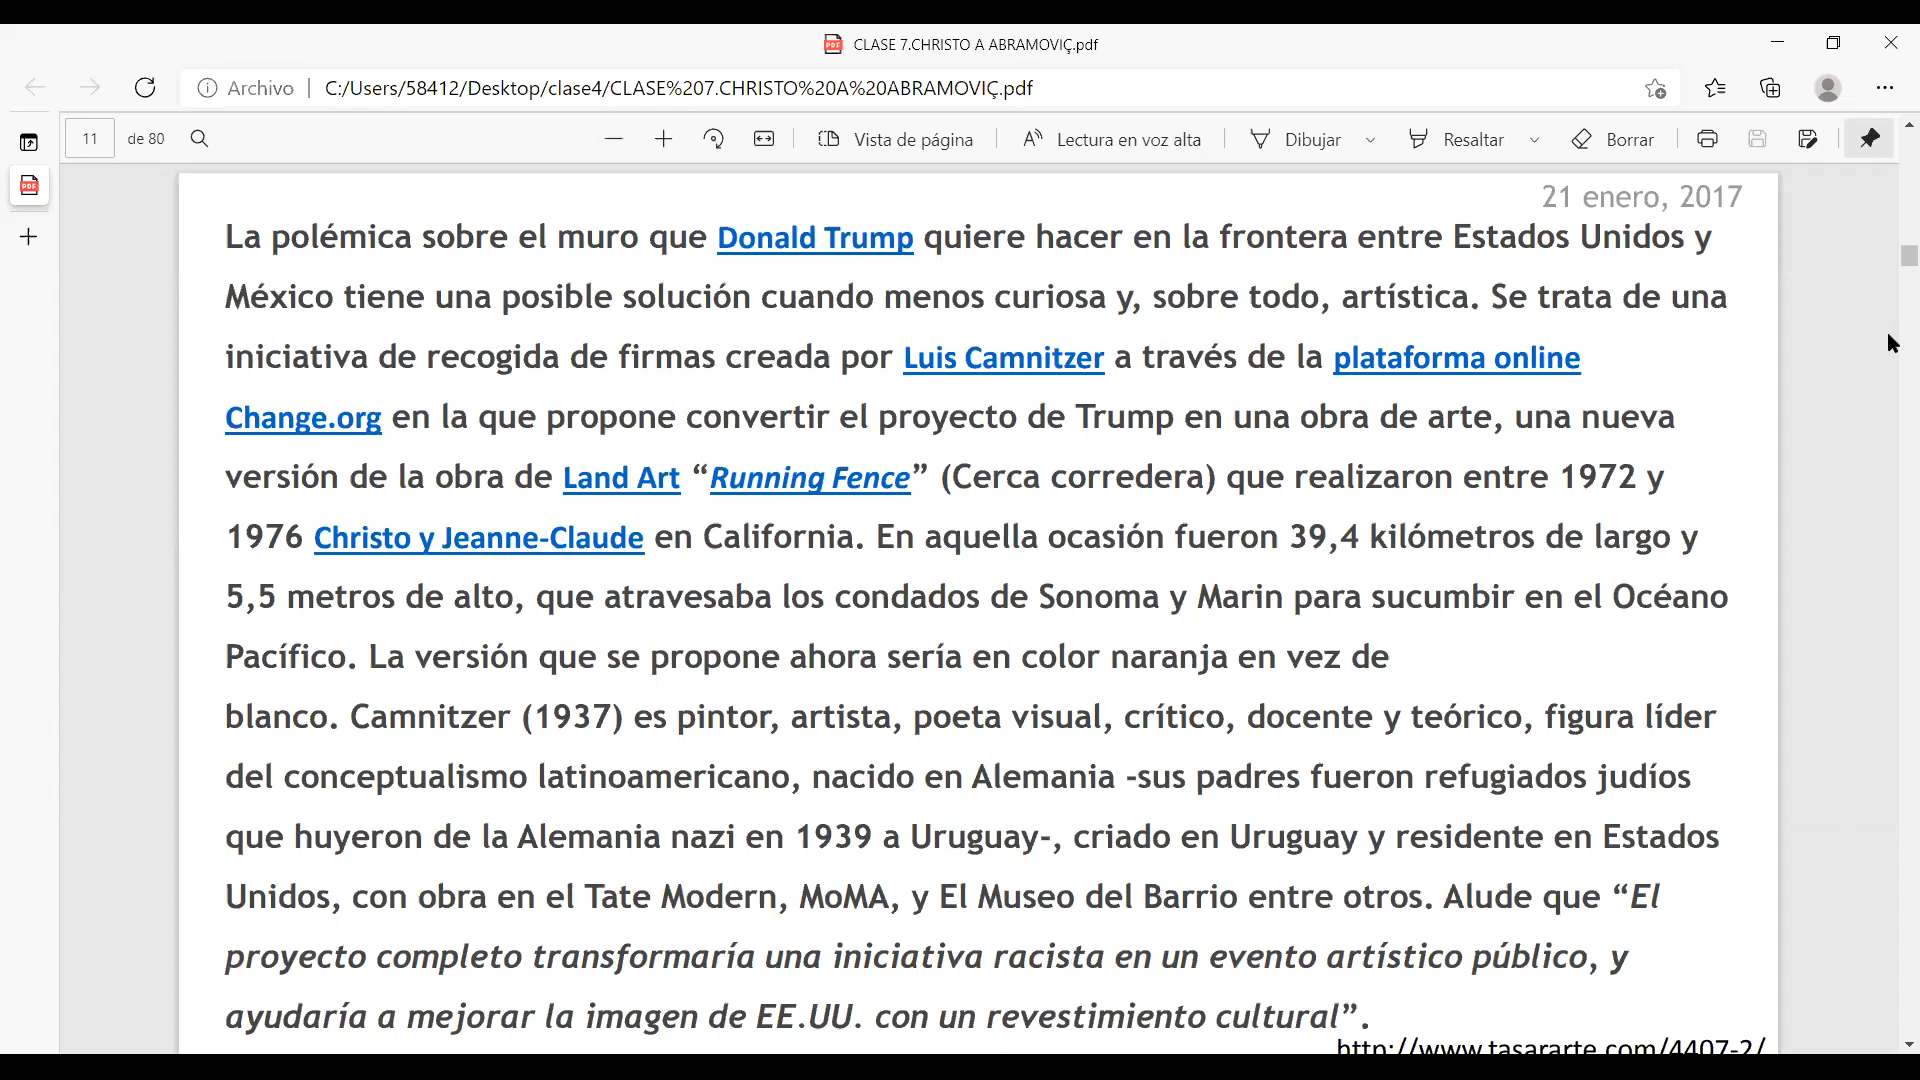 CLASE 7.CHRISTO A ABRAMOVIÇ.pdf
Archivo | C:/Users/58412/Desktop/clase4/CLASE%207.CHRISTO%20A%20ABRAMOVIÇ.pdf
11 de 80 Vista de página Lectura en voz alta Dibujar Resaltar Borrar
21 enero, 2017
La polémica sobre el muro que Donald Trump quiere hacer en la frontera entre Estados Unidos y
México tiene una posible solución cuando menos curiosa y, sobre todo, artística. Se trata de una
iniciativa de recogida de firmas creada por Luis Camnitzer a través de la plataforma online
Change.org en la que propone convertir el proyecto de Trump en una obra de arte, una nueva
versión de la obra de Land Art “Running Fence” (Cerca corredera) que realizaron entre 1972 y
1976 Christo y Jeanne-Claude en California. En aquella ocasión fueron 39,4 kilómetros de largo y
5,5 metros de alto, que atravesaba los condados de Sonoma y Marin para sucumbir en el Océano
Pacífico. La versión que se propone ahora sería en color naranja en vez de
blanco. Camnitzer (1937) es pintor, artista, poeta visual, crítico, docente y teórico, figura líder
del conceptualismo latinoamericano, nacido en Alemania -sus padres fueron refugiados judíos
que huyeron de la Alemania nazi en 1939 a Uruguay-, criado en Uruguay y residente en Estados
Unidos, con obra en el Tate Modern, MoMA, y El Museo del Barrio entre otros. Alude que “El
proyecto completo transformaría una iniciativa racista en un evento artístico público, y
ayudaría a mejorar la imagen de EE.UU. con un revestimiento cultural”.
http://www.tasararte.com/4407-2/